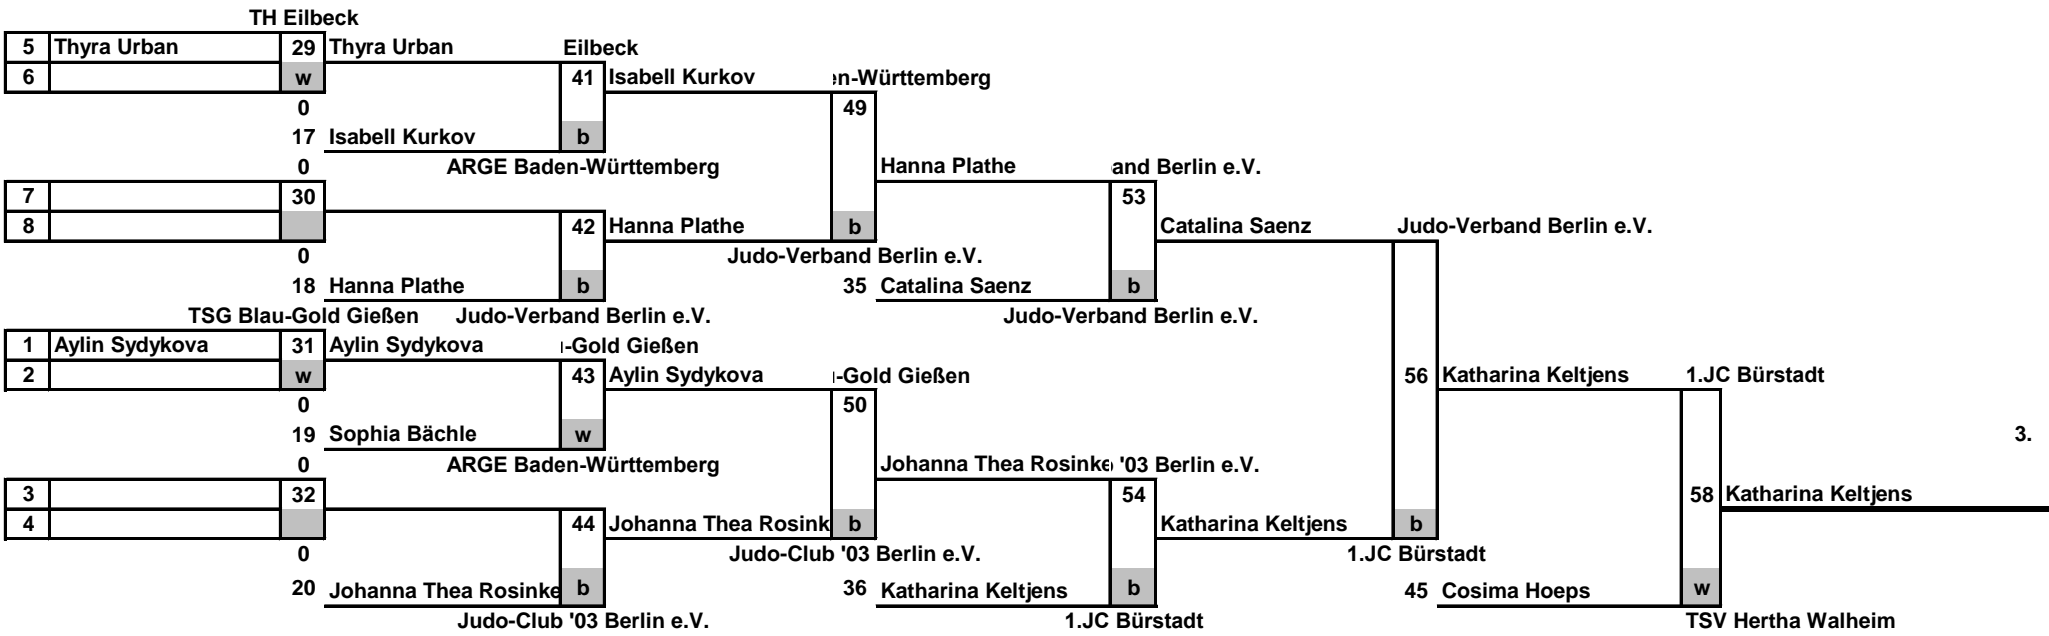 TH Eilbeck
5 Thyra Urban 29 Thyra Urban Eilbeck
6 w 41 Isabell Kurkov en-Württemberg
0 49
17 Isabell Kurkov b
0 ARGE Baden-Württemberg Hanna Plathe and Berlin e.V.
7 30 53
8 42 Hanna Plathe b Catalina Saenz Judo-Verband Berlin e.V.
0 Judo-Verband Berlin e.V.
18 Hanna Plathe b 35 Catalina Saenz b
TSG Blau-Gold Gießen Judo-Verband Berlin e.V. Judo-Verband Berlin e.V.
1 Aylin Sydykova 31 Aylin Sydykova -Gold Gießen
2 w 43 Aylin Sydykova -Gold Gießen 56 Katharina Keltjens 1.JC Bürstadt
0 50
19 Sophia Bächle w 3.
0 ARGE Baden-Württemberg Johanna Thea Rosinke '03 Berlin e.V.
3 32 54 58 Katharina Keltjens
4 44 Johanna Thea Rosink b Katharina Keltjens b
0 Judo-Club '03 Berlin e.V. 1.JC Bürstadt
20 Johanna Thea Rosinke b 36 Katharina Keltjens b 45 Cosima Hoeps w
Judo-Club '03 Berlin e.V. 1.JC Bürstadt TSV Hertha Walheim